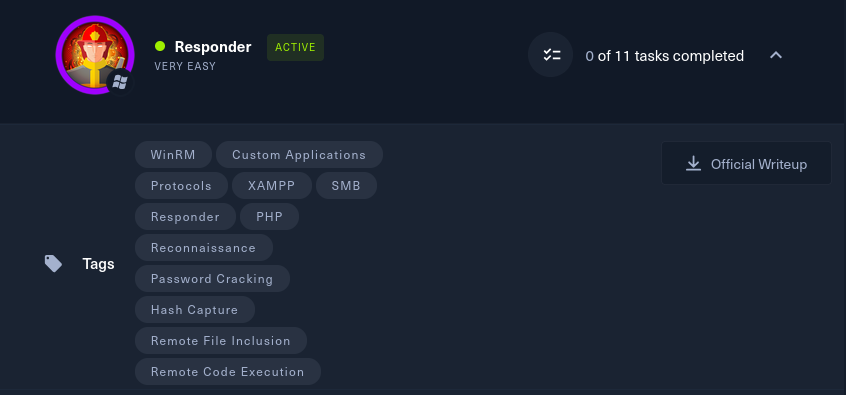 Responder ACTIVE
VERY EASY
0 of 11 tasks completed
Official Writeup
Tags
WinRM Custom Applications
Protocols XAMPP SMB
Responder PHP
Reconnaissance
Password Cracking
Hash Capture
Remote File Inclusion
Remote Code Execution